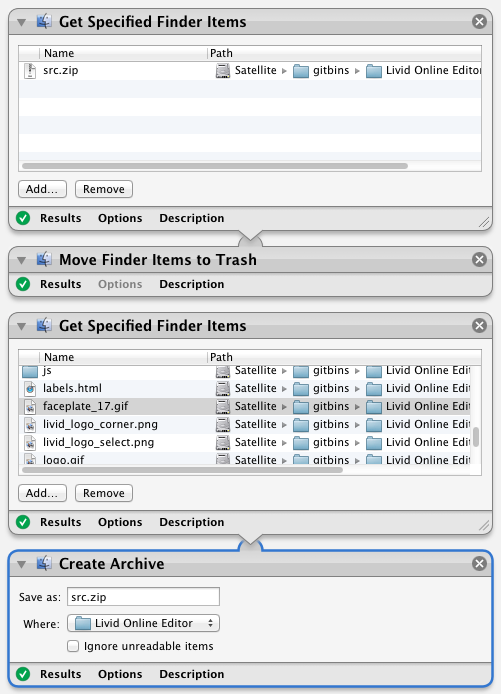 Get Specified Finder Items
Name Path
src.zip Satellite ▸ gitbins ▸ Livid Online Editor
Add... Remove
Results Options Description
Move Finder Items to Trash
Results Options Description
Get Specified Finder Items
Name Path
js Satellite ▸ gitbins ▸ Livid Online Edit
labels.html Satellite ▸ gitbins ▸ Livid Online Edit
faceplate_17.gif Satellite ▸ gitbins ▸ Livid Online Edit
livid_logo_corner.png Satellite ▸ gitbins ▸ Livid Online Edit
livid_logo_select.png Satellite ▸ gitbins ▸ Livid Online Edit
logo.gif Satellite ▸ gitbins ▸ Livid Online Edit
Add... Remove
Results Options Description
Create Archive
Save as: src.zip
Where: Livid Online Editor
Ignore unreadable items
Results Options Description